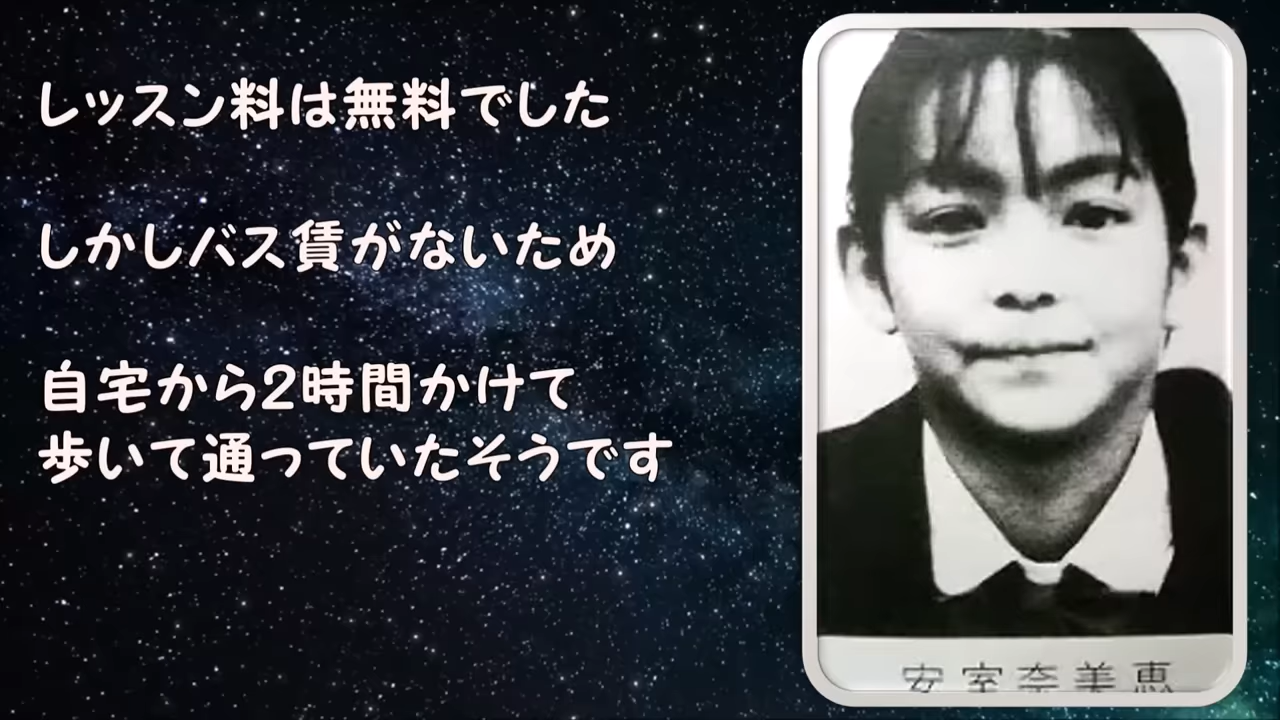 レッスン料は無料でした
しかしバス賃がないため
自宅から2時間かけて
歩いて通っていたそうです
安室奈美恵